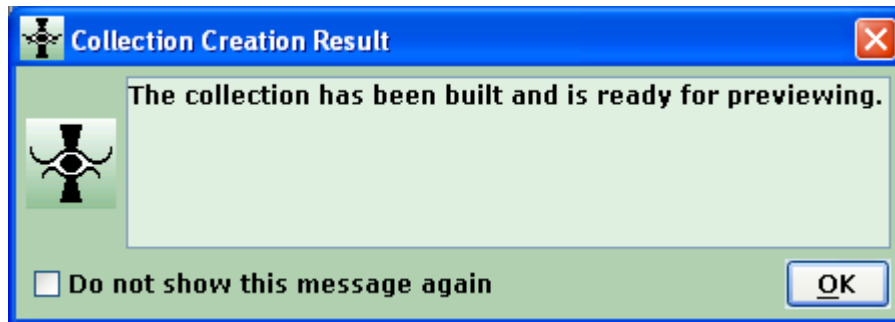 Collection Creation Result
The collection has been built and is ready for previewing.
Do not show this message again
OK